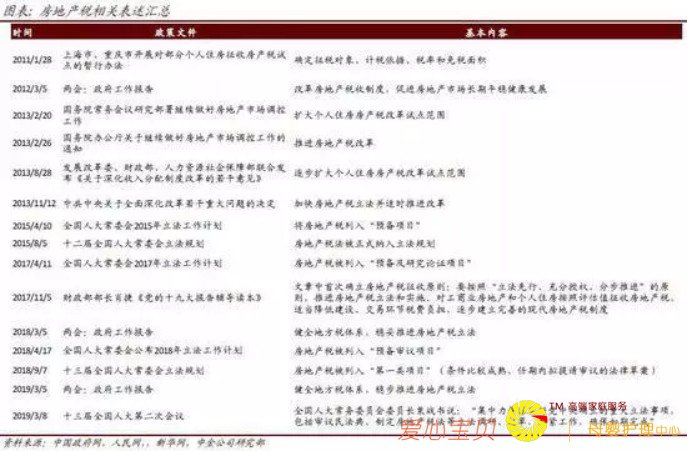 图表：房地产税相关表述汇总
时间 政策文件 基本内容
2011/1/28 上海市、重庆市开展对部分个人住房征收房产税试点的暂行办法 确定征税对象、计税依据、税率和免税面积
2012/3/5 两会：政府工作报告 改革房地产税收制度，促进房地产市场长期平稳健康发展
2013/2/20 国务院常务会议研究部署继续做好房地产市场调控工作 扩大个人住房房产税改革试点范围
2013/2/26 国务院办公厅关于继续做好房地产市场调控工作的通知 推进房地产税改革
2013/8/28 发展改革委、财政部、人力资源社会保障部联合发布《关于深化收入分配制度改革的若干意见》 逐步扩大个人住房房产税改革试点范围
2013/11/12 中共中央关于全面深化改革若干重大问题的决定 加快房地产税立法并适时推进改革
2015/4/10 全国人大常委会2015年立法工作计划 将房地产税列入“预备项目”
2015/8/5 十二届全国人大常委立法规划 房地产税法被正式纳入立法规划
2017/4/11 全国人大常委会2017年立法工作计划 房地产税被列入“预备及研究论证项目”
2017/11/5 财政部部长肖捷《党的十九大报告辅导读本》 文章中首次确立房地产税征收原则：要按照“立法先行、充分授权、分步推进”的原则，推进房地产税立法和实施。对工商业房地产和个人住房按照评估值征收房地产税，适当降低建设、交易环节税费负担，逐步建立完善的现代房地产税制度
2018/3/5 两会：政府工作报告 健全地方税体系，稳妥推进房地产税立法
2018/4/17 全国人大常委会公布2018年立法工作计划 房地产税被列入“预备审议项目”
2018/9/7 十三届全国人大常委会立法规划 房地产税被列入“第一类项目”（条件比较成熟、任期内拟提请审议的法律草案）
2019/3/5 两会：政府工作报告 健全地方税体系，稳步推进房地产税立法
2019/3/8 十三届全国人大第二次会议 全国人大常务委员会委员长栗战书说：“集中力 立法事项，包括审议民法典、制定房地产税法
资料来源：中国政府网，人民网，，新华网，中金公司研究部
爱心宝贝
TM 高端家庭服务
母婴护理中心